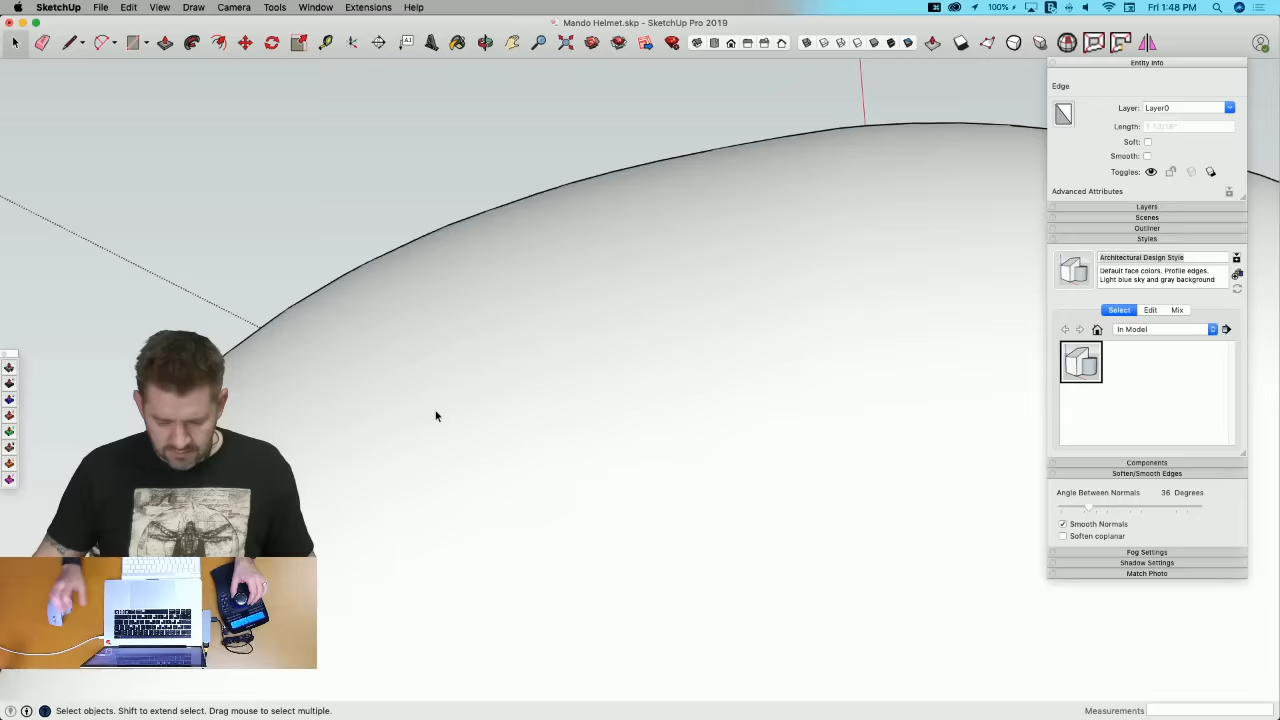 SketchUp File Edit View Draw Camera Tools Window Extensions Help 100% Fri 1:48 PM
Mando Helmet.skp - SketchUp Pro 2019
Entity Info
Edge
Layer: Layer0
Length: 1 53/16"
Soft:
Smooth:
Toggles:
Advanced Attributes
Layers
Scenes
Outliner
Styles
Architectural Design Style
Default face colors. Profile edges.
Light blue sky and gray background
Select Edit Mix
In Model
Components
Soften/Smooth Edges
Angle Between Normals 36 Degrees
Smooth Normals
Soften coplanar
Fog Settings
Shadow Settings
Match Photo
Select objects. Shift to extend select. Drag mouse to select multiple.
Measurements